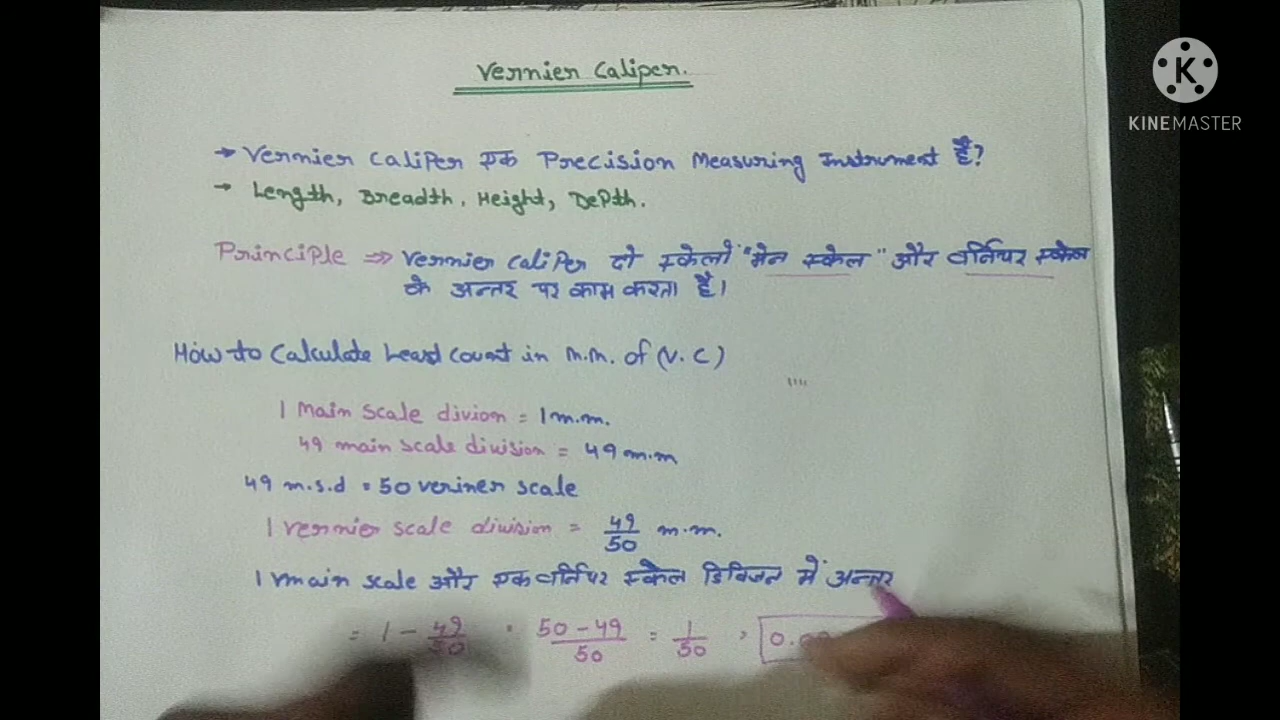 Vernier Caliper.
KINEMASTER
→ Vernier Caliper एक Precision Measuring Instrument है?
→ Length, Breadth, Height, Depth.
Principle ⇒ Vernier Caliper दो स्केलों "मेन स्केल" और वर्नियर स्केल
के अन्तर पर काम करता है।
How to Calculate Least Count in m.m. of (V.C)
1 Main scale divion = 1 m.m.
49 main scale division = 49 m.m
49 m.s.d = 50 veriner scale
1 vernier scale division = 49/50 m.m.
1 main scale और एक वर्नियर स्केल डिविजन में अन्तर
= 1 - 49/50 = 50-49/50 = 1/50 =